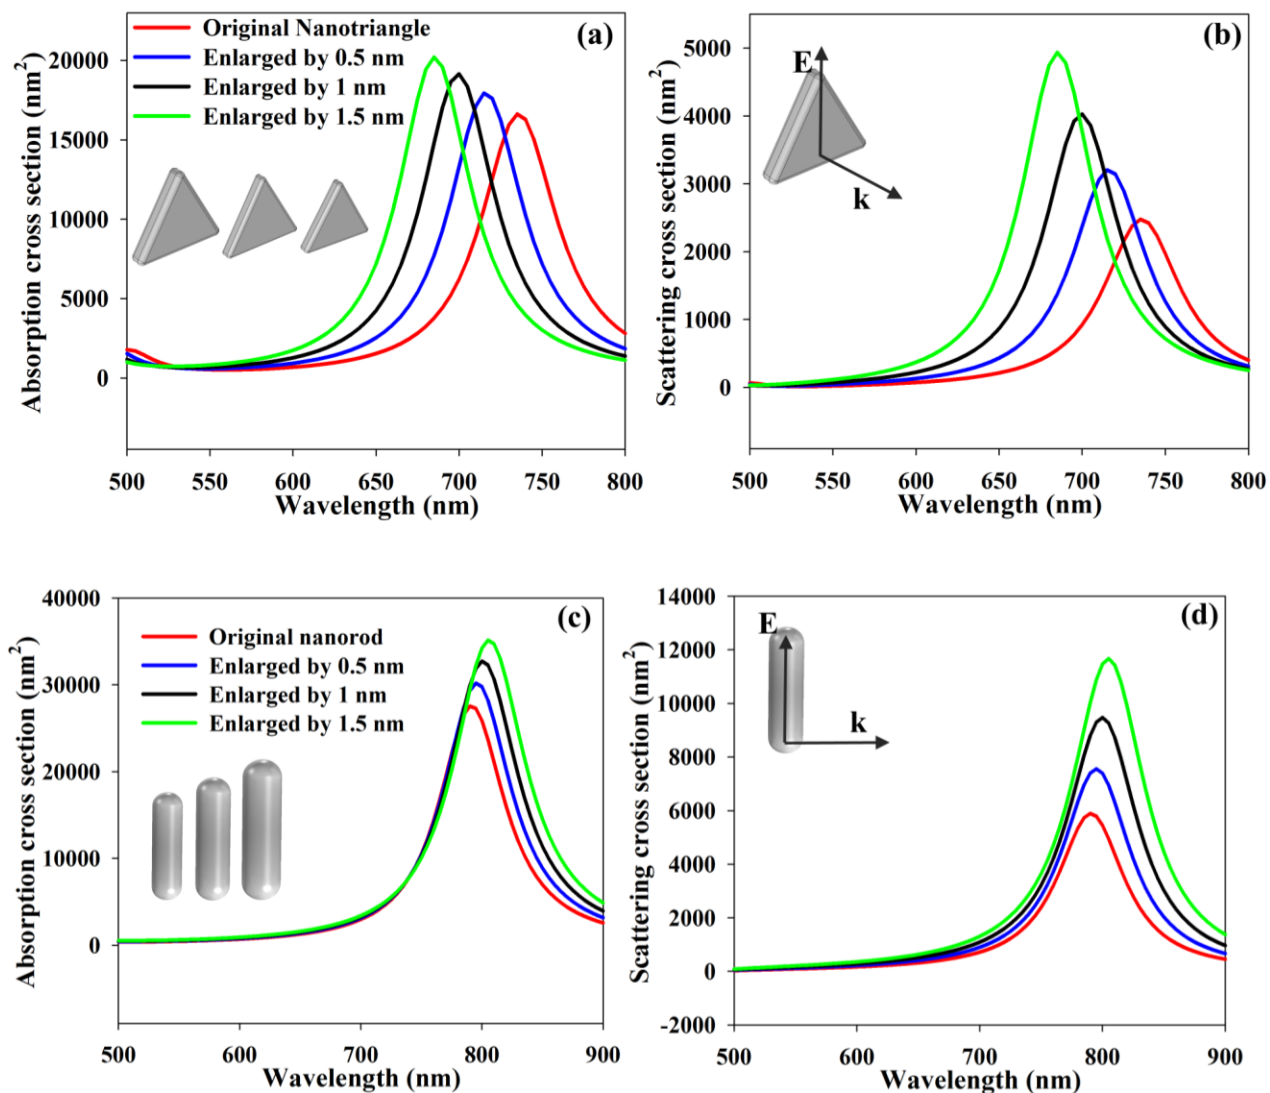 (a)
Original Nanotriangle
Enlarged by 0.5 nm
Enlarged by 1 nm
Enlarged by 1.5 nm
Absorption cross section (nm²)
20000
15000
10000
5000
0
500 550 600 650 700 750 800
Wavelength (nm)
(b)
E
k
Scattering cross section (nm²)
5000
4000
3000
2000
1000
0
500 550 600 650 700 750 800
Wavelength (nm)
(c)
Original nanorod
Enlarged by 0.5 nm
Enlarged by 1 nm
Enlarged by 1.5 nm
Absorption cross section (nm²)
40000
30000
20000
10000
0
500 600 700 800 900
Wavelength (nm)
(d)
E
k
Scattering cross section (nm²)
14000
12000
10000
8000
6000
4000
2000
0
-2000
500 600 700 800 900
Wavelength (nm)